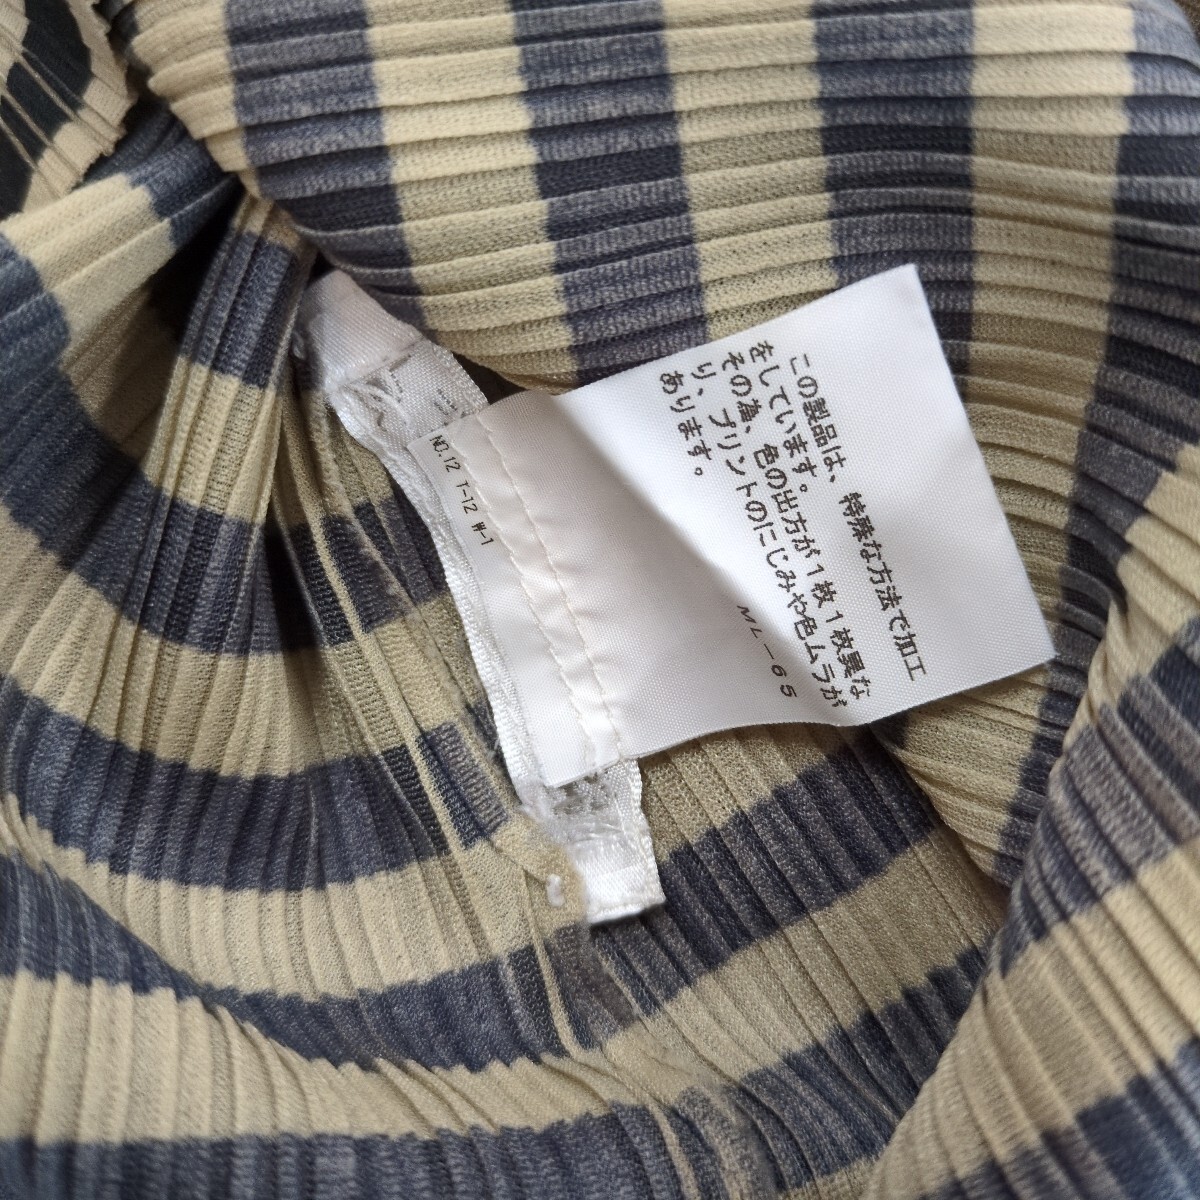 この製品は、特殊な方法で加工
をしています。
その為、色の出方が１枚１枚異な
り、プリントのにじみや色ムラが
あります。
ML－65
NO.12 T-12 W-1